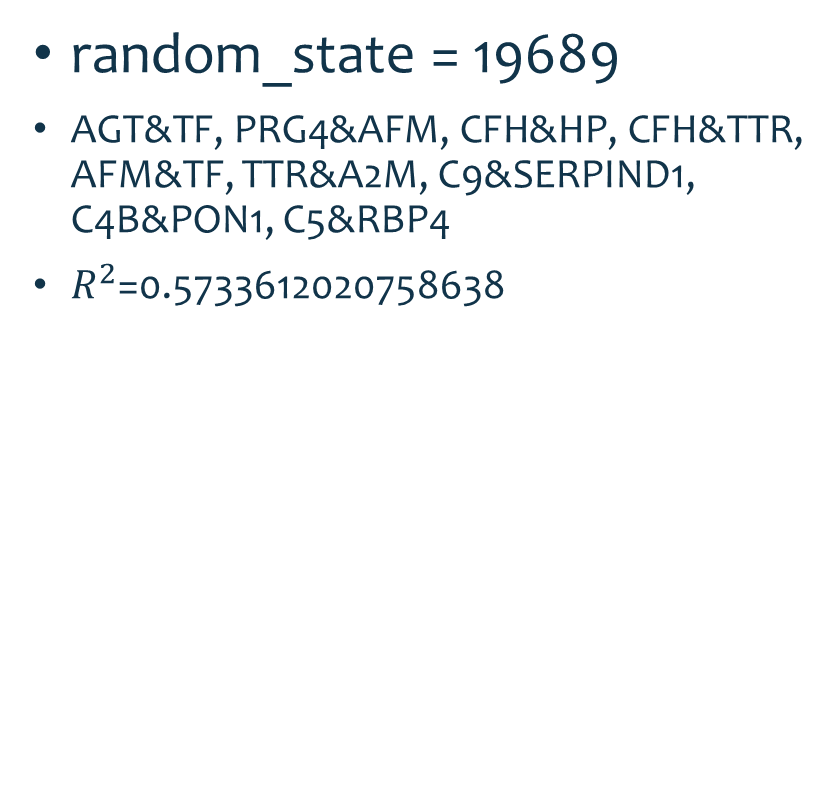 • random_state = 19689
• AGT&TF, PRG4&AFM, CFH&HP, CFH&TTR,
AFM&TF, TTR&A2M, C9&SERPIND1,
C4B&PON1, C5&RBP4
• R²=0.5733612020758638